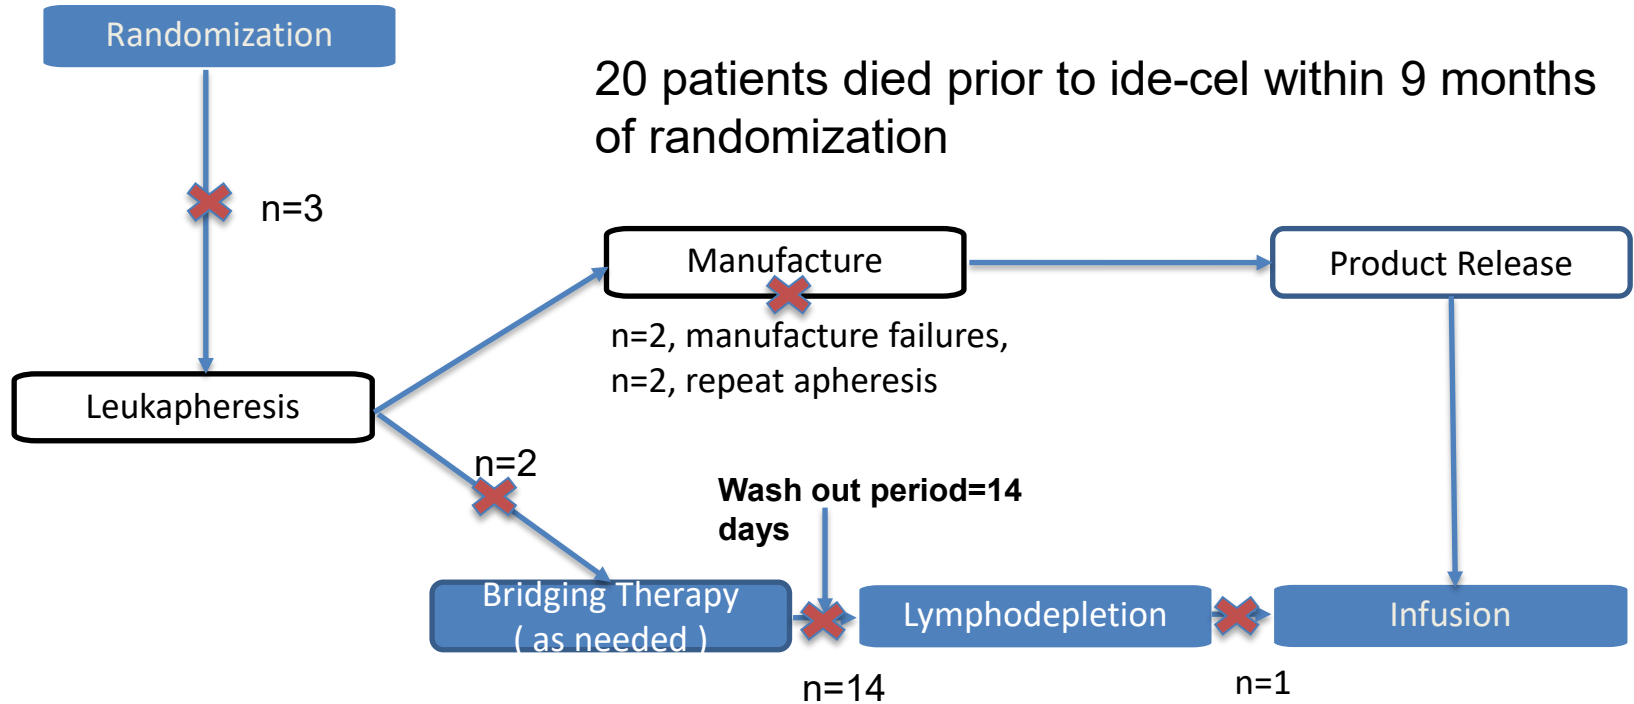 Randomization
20 patients died prior to ide-cel within 9 months
of randomization
n=3
Manufacture
Product Release
n=2, manufacture failures,
n=2, repeat apheresis
Leukapheresis
n=2
Wash out period=14
days
Bridging Therapy
( as needed )
Lymphodepletion
Infusion
n=14
n=1